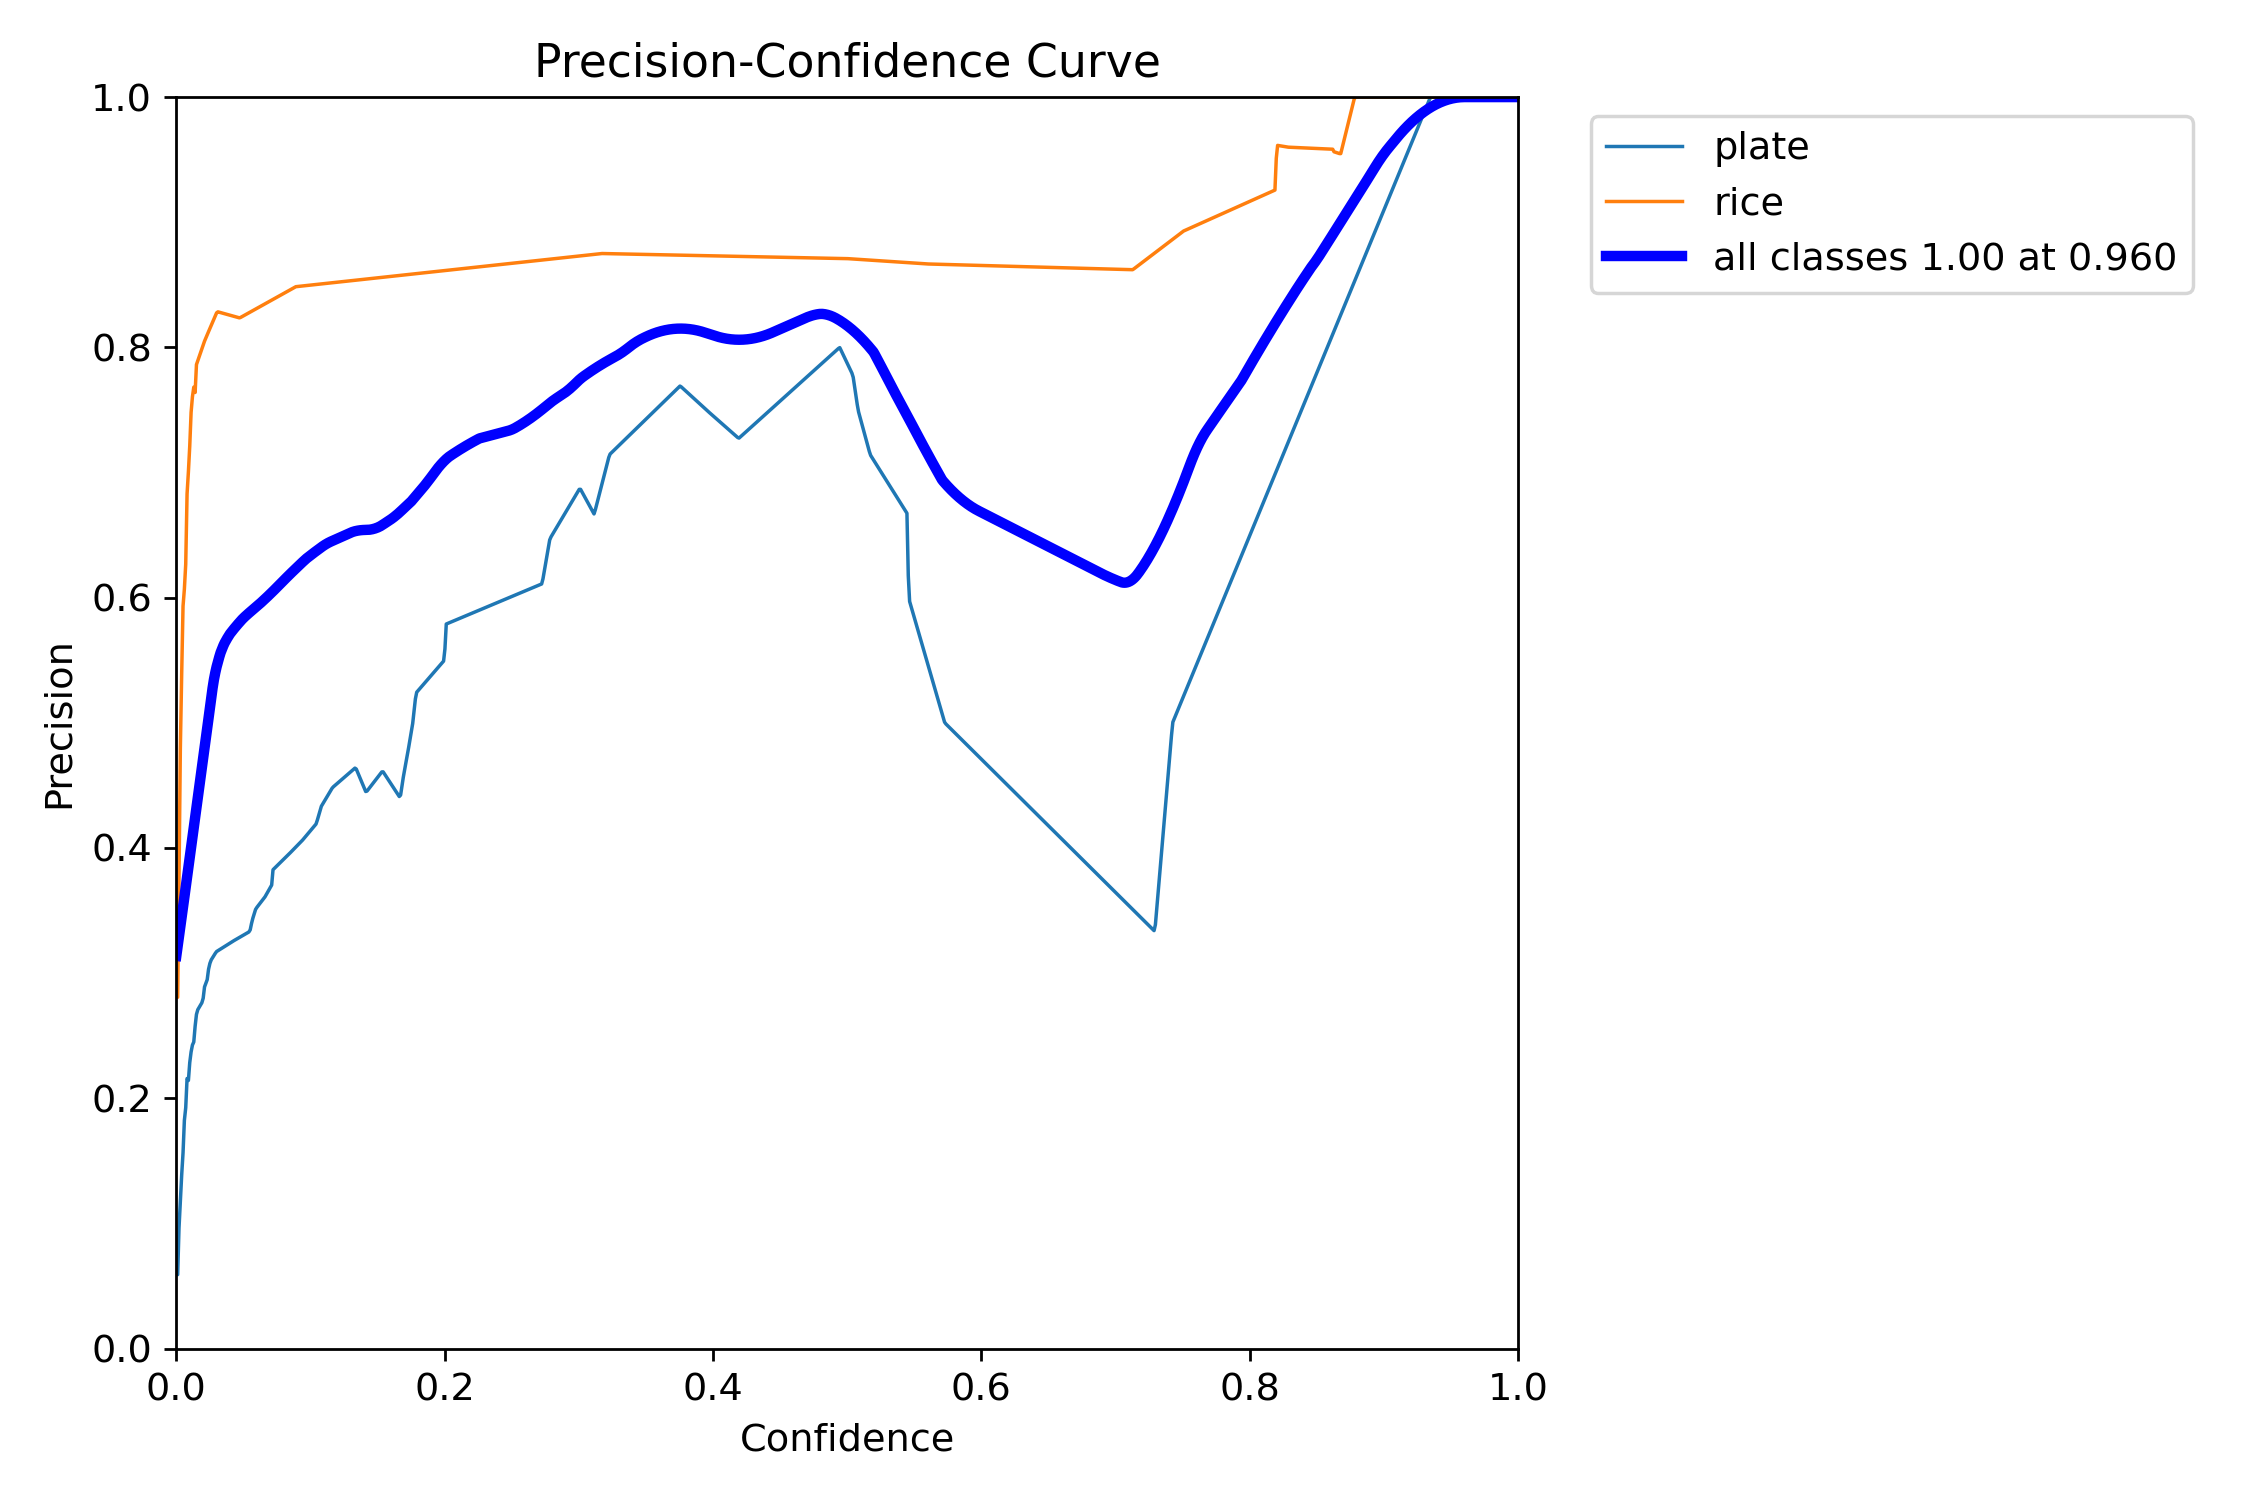 Precision-Confidence Curve
1.0
0.8
0.6
0.4
0.2
0.0
Precision
0.0 0.2 0.4 0.6 0.8 1.0
Confidence
plate
rice
all classes 1.00 at 0.960